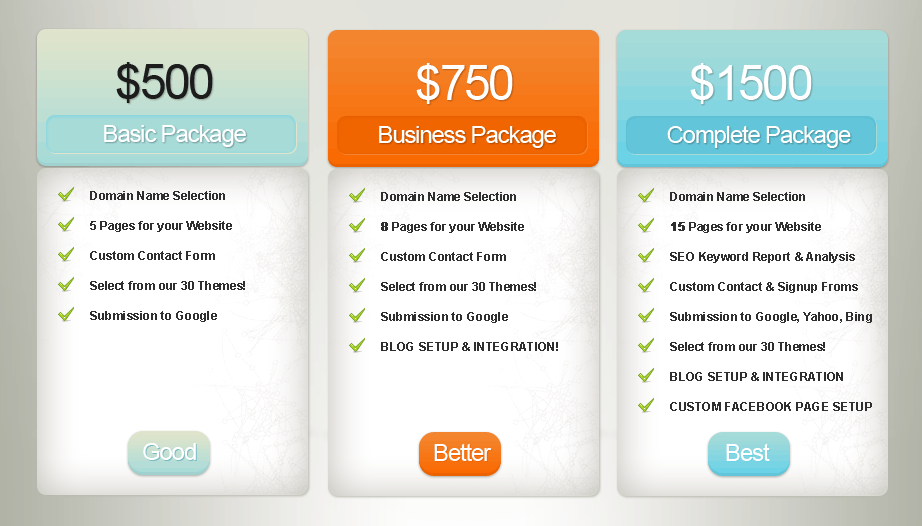 $500
Basic Package
Domain Name Selection
5 Pages for your Website
Custom Contact Form
Select from our 30 Themes!
Submission to Google
Good
$750
Business Package
Domain Name Selection
8 Pages for your Website
Custom Contact Form
Select from our 30 Themes!
Submission to Google
BLOG SETUP & INTEGRATION!
Better
$1500
Complete Package
Domain Name Selection
15 Pages for your Website
SEO Keyword Report & Analysis
Custom Contact & Signup Froms
Submission to Google, Yahoo, Bing
Select from our 30 Themes!
BLOG SETUP & INTEGRATION
CUSTOM FACEBOOK PAGE SETUP
Best